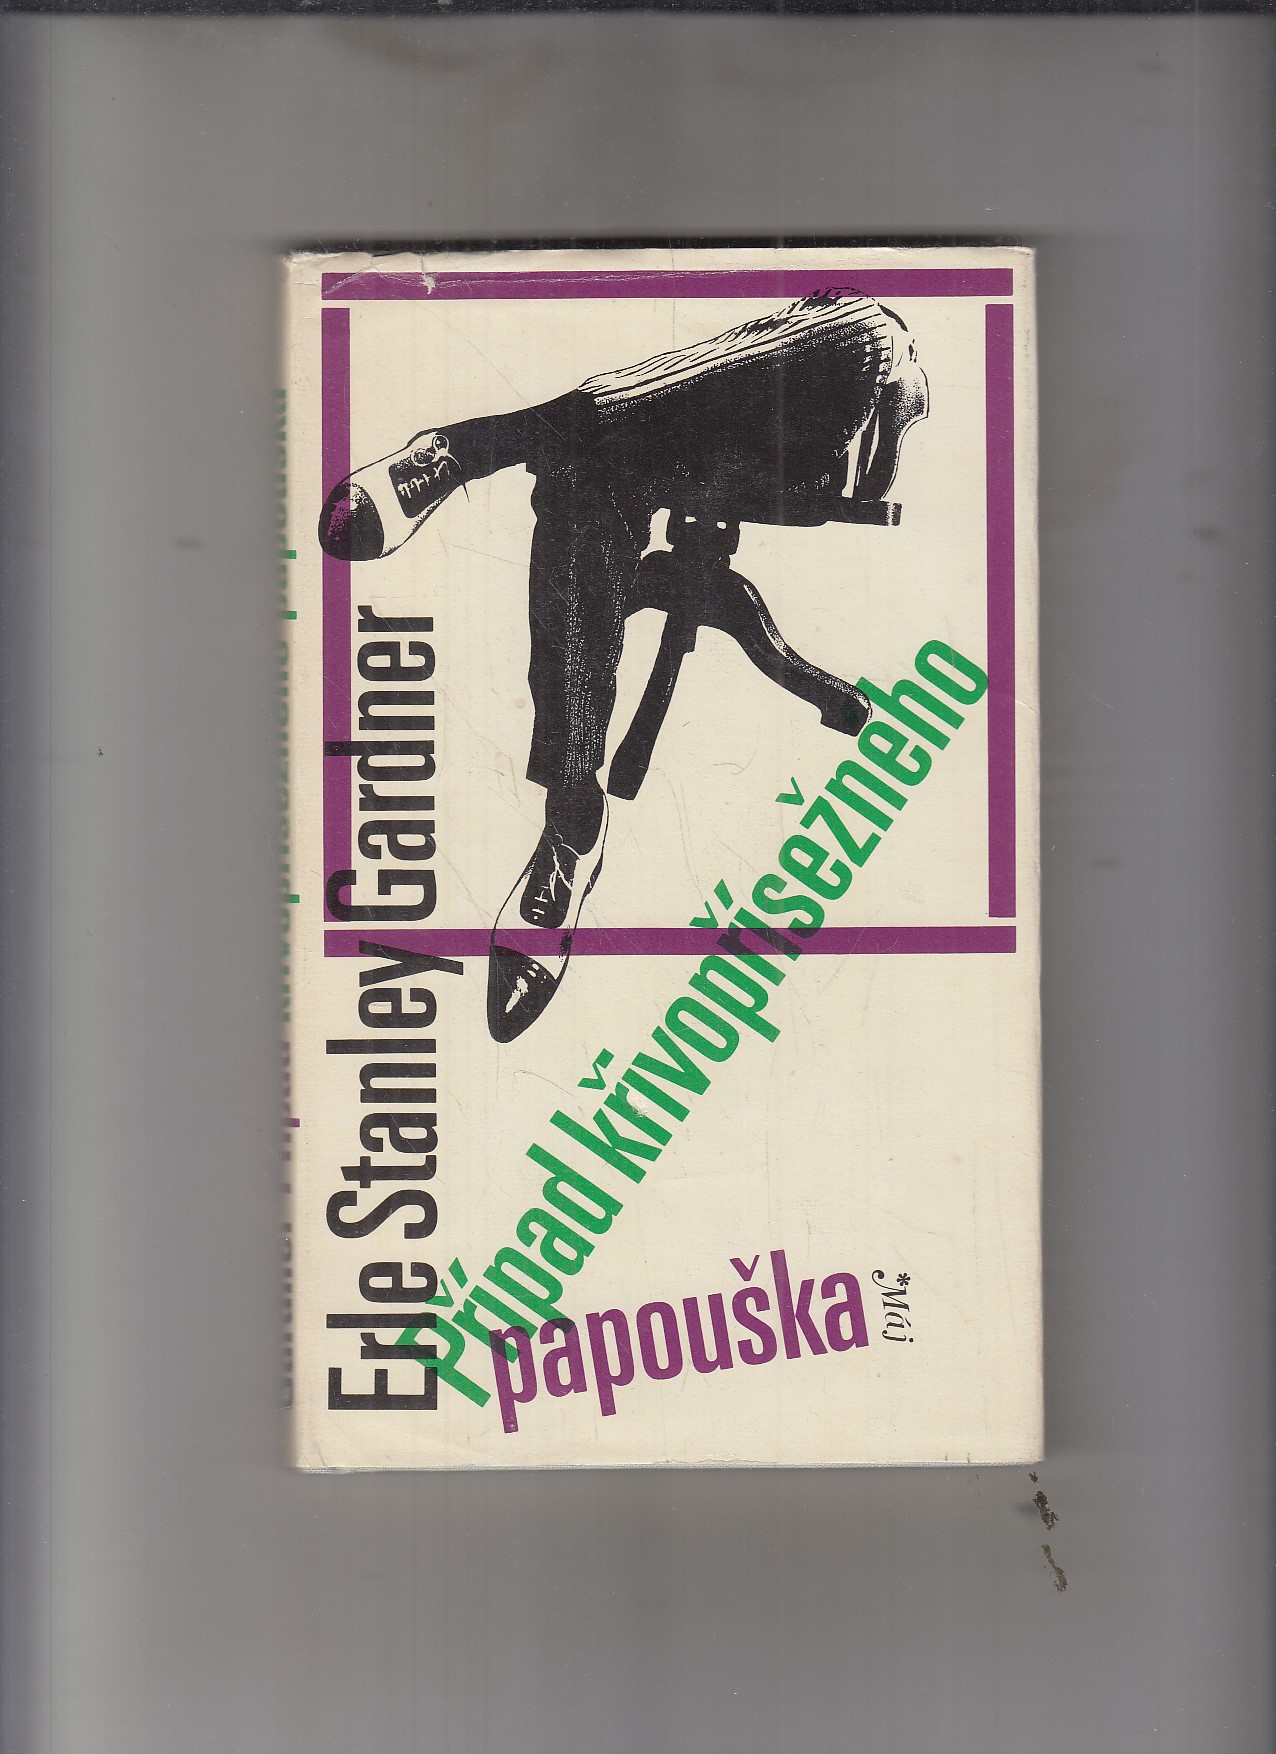 Erle Stanley Gardner
Případ křivopřísežného
papouška
*Máj